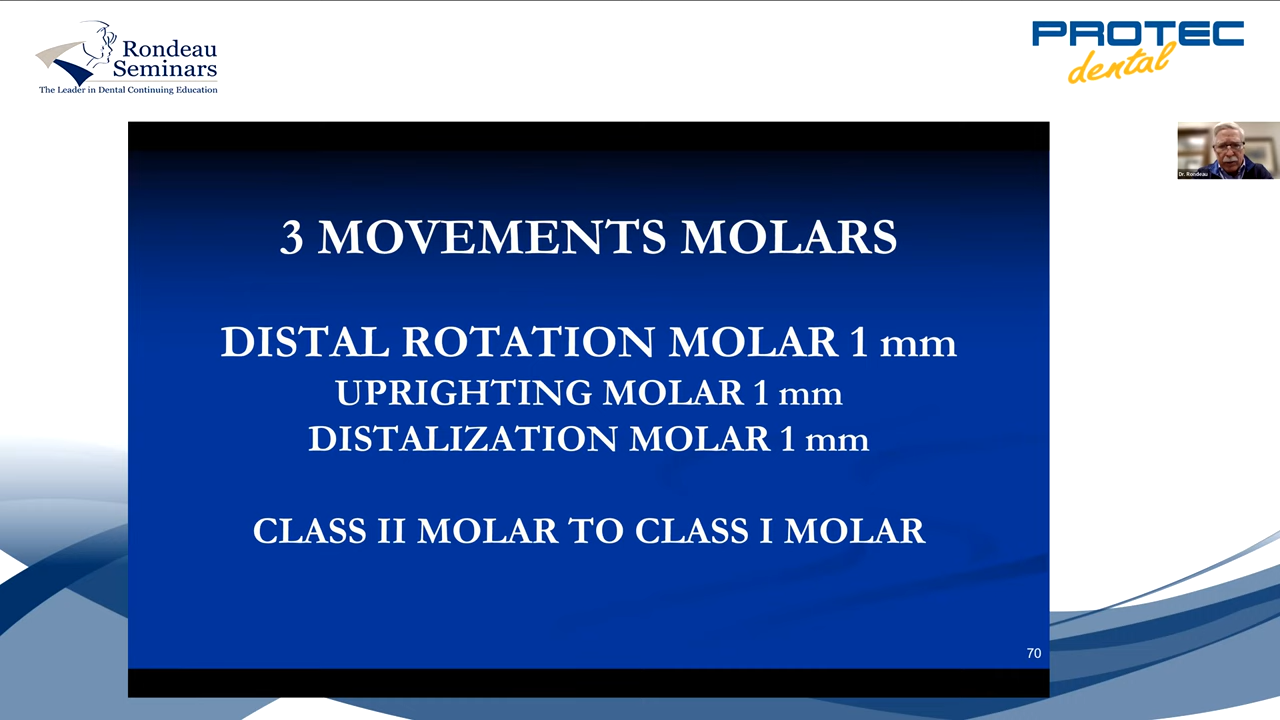 Rondeau
Seminars
The Leader in Dental Continuing Education
PROTEC
dental
Dr. Rondeau
3 MOVEMENTS MOLARS
DISTAL ROTATION MOLAR 1 mm
UPRIGHTING MOLAR 1 mm
DISTALIZATION MOLAR 1 mm
CLASS II MOLAR TO CLASS I MOLAR
70